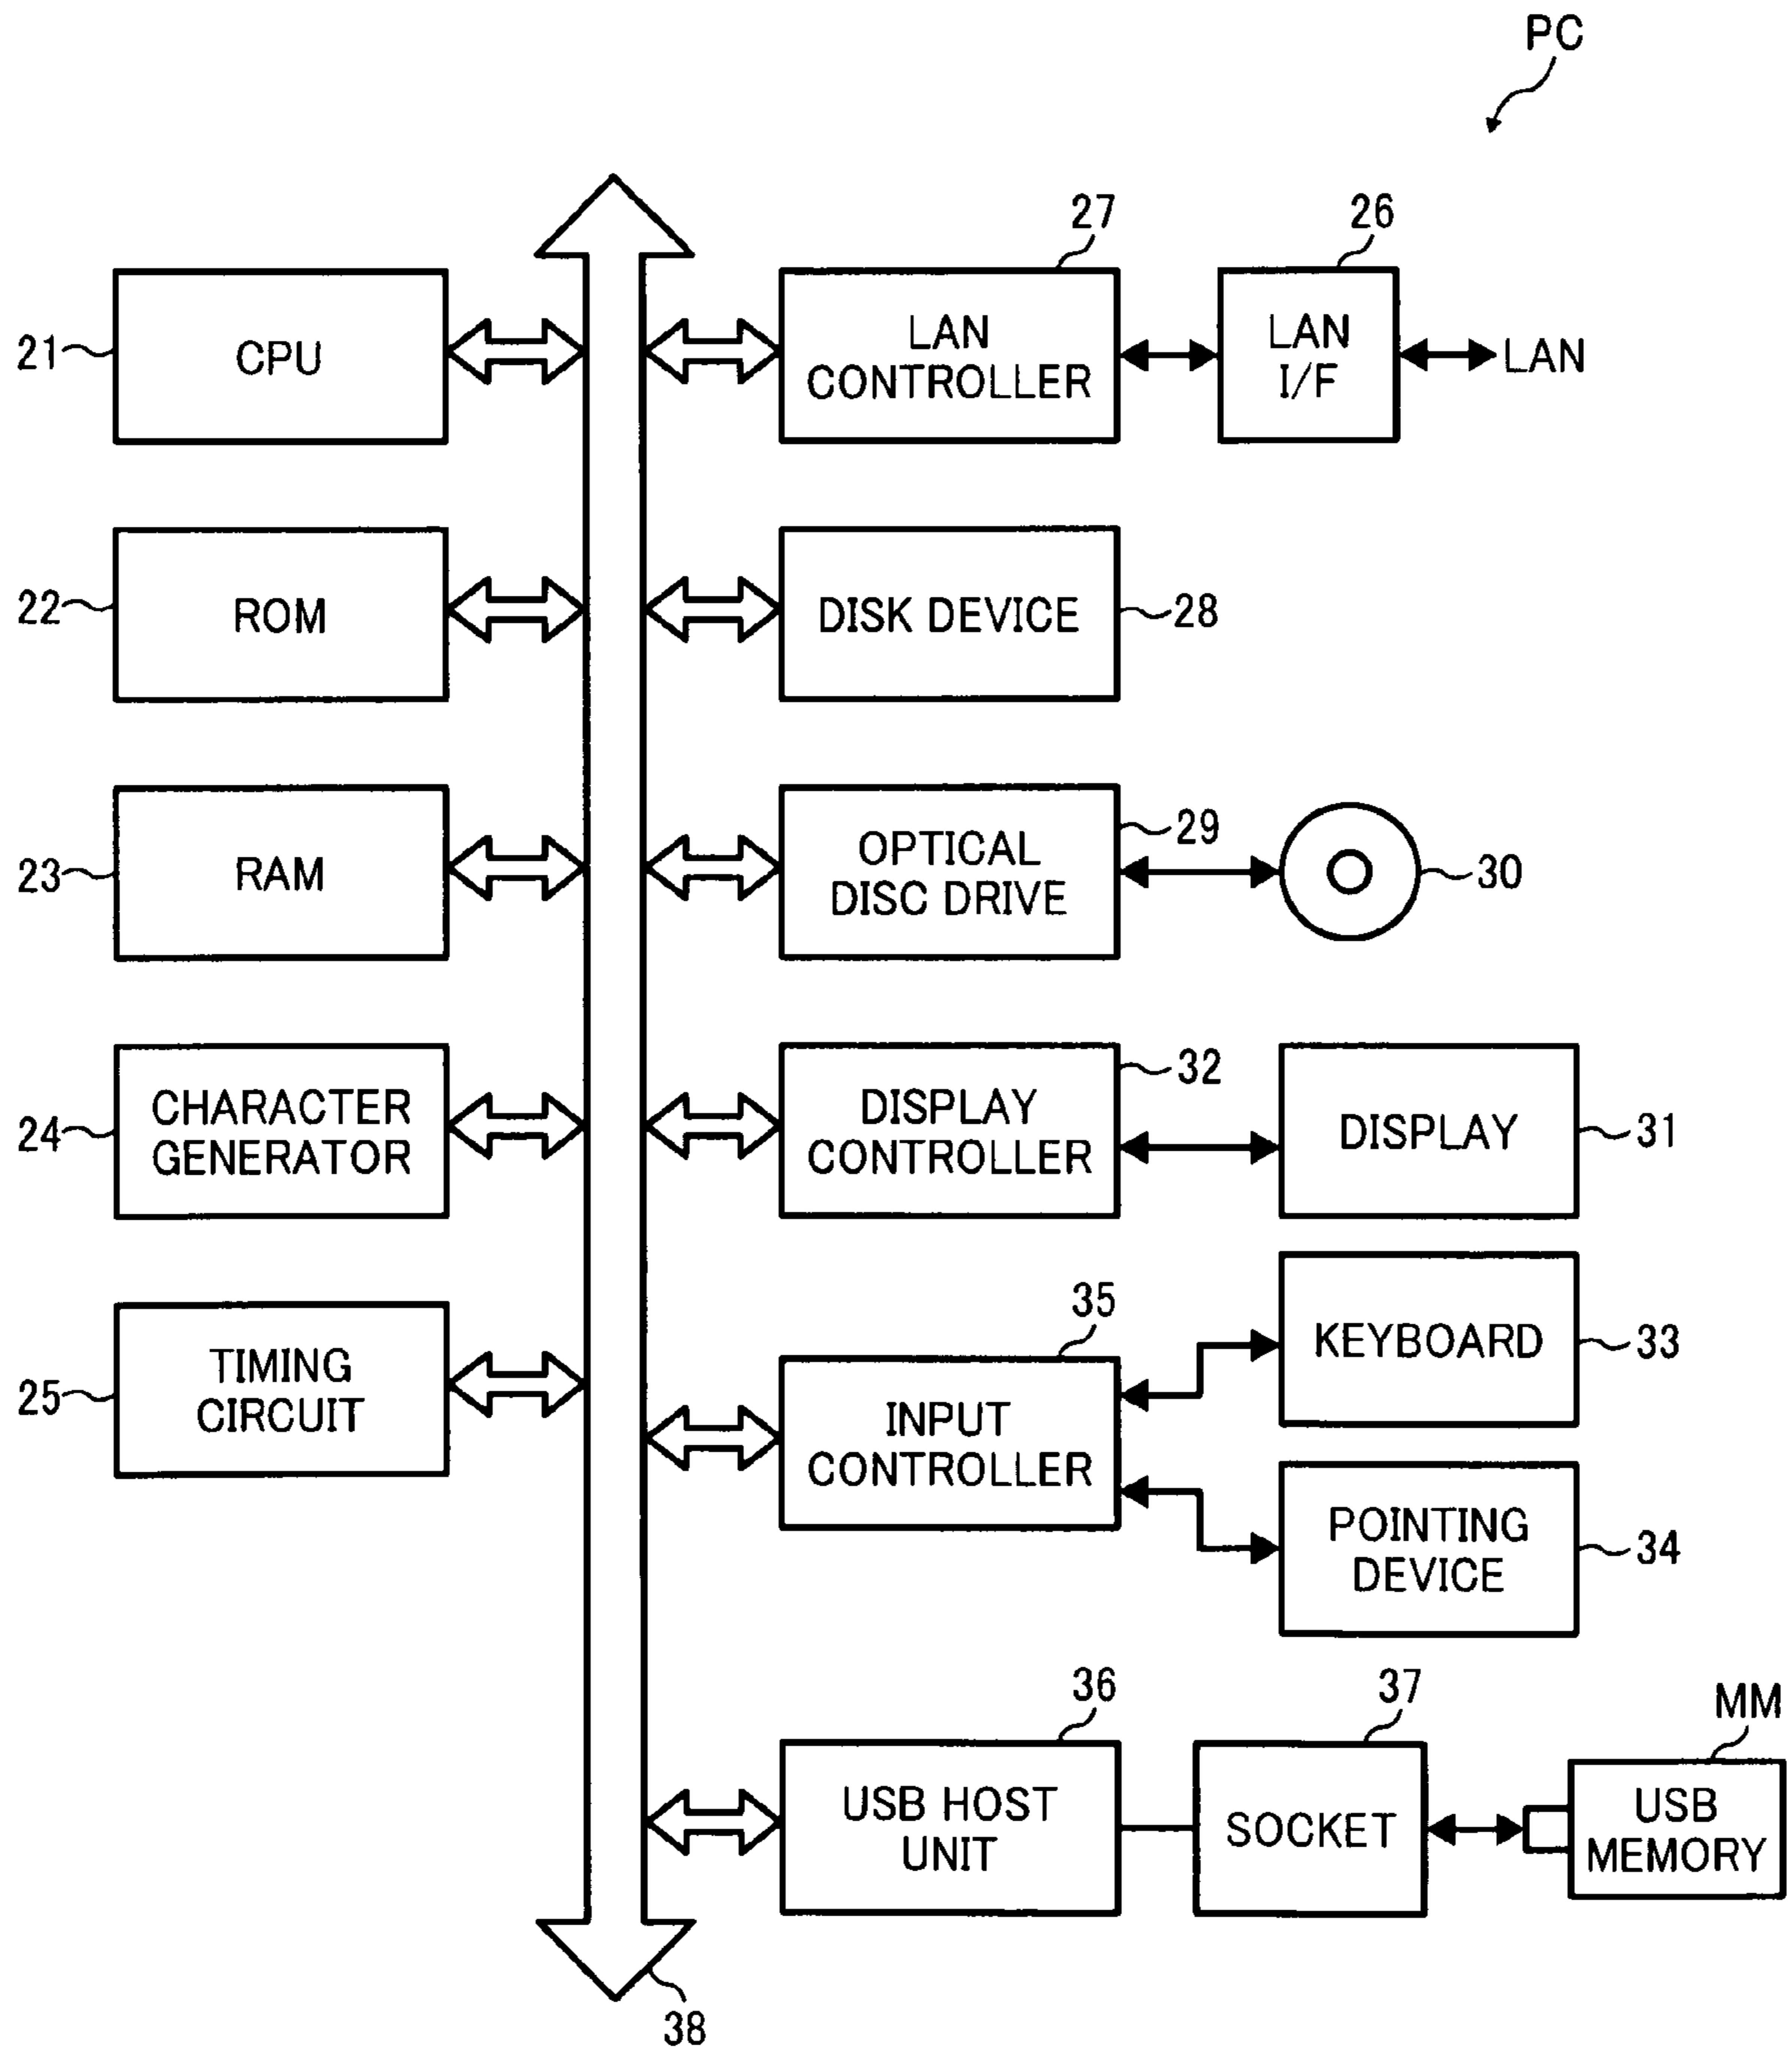 PC
27
26
21
CPU
LAN
CONTROLLER
LAN
I/F
LAN
22
ROM
DISK DEVICE
28
23
RAM
OPTICAL
DISC DRIVE
29
30
24
CHARACTER
GENERATOR
DISPLAY
CONTROLLER
32
DISPLAY
31
25
TIMING
CIRCUIT
35
INPUT
CONTROLLER
KEYBOARD
33
POINTING
DEVICE
34
36
37
MM
USB HOST
UNIT
SOCKET
USB
MEMORY
38